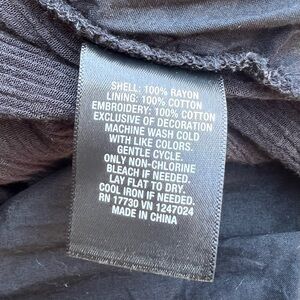 SHELL: 100% RAYON
LINING: 100% COTTON
EMBROIDERY: 100% COTTON
EXCLUSIVE OF DECORATION
MACHINE WASH COLD
WITH LIKE COLORS.
GENTLE CYCLE.
ONLY NON-CHLORINE
BLEACH IF NEEDED.
LAY FLAT TO DRY.
COOL IRON IF NEEDED.
RN 17730 VN 1247024
MADE IN CHINA